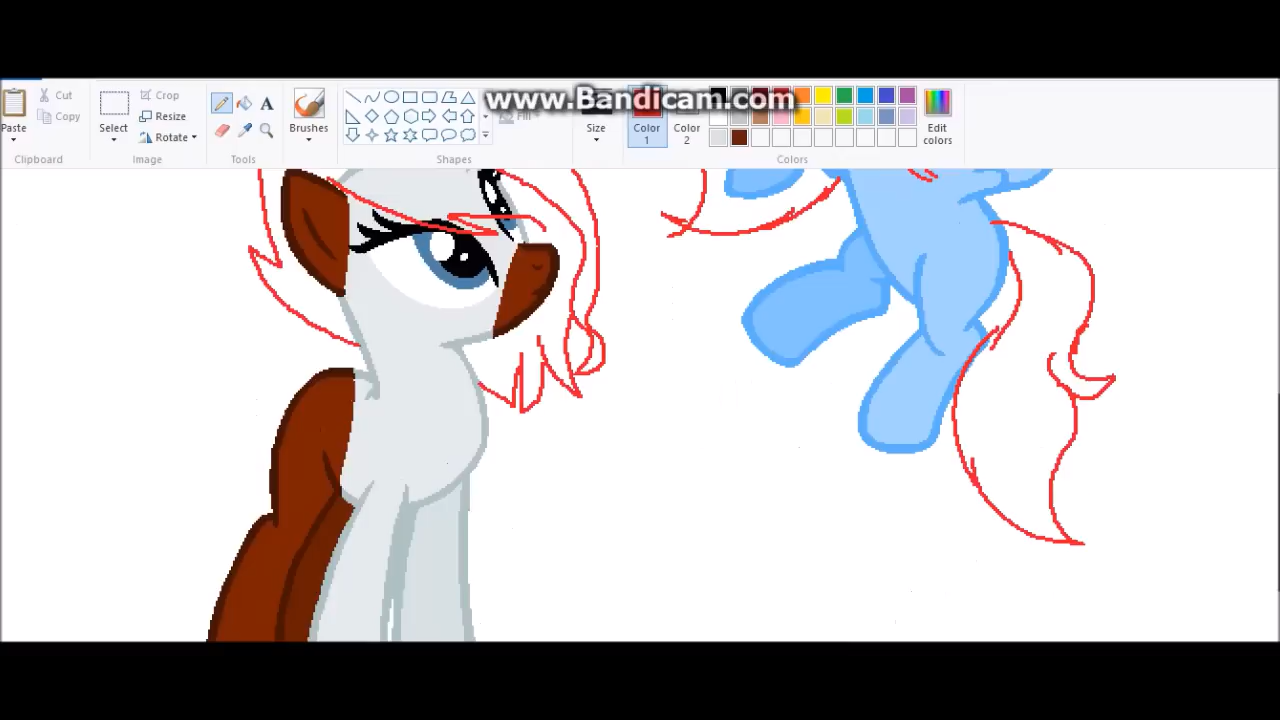 www.Bandicam.com
Cut
Copy
Paste
Clipboard
Crop
Resize
Rotate
Select
Image
A
Tools
Brushes
Shapes
Fill
Size
Color
1
Color
2
Edit
colors
Colors